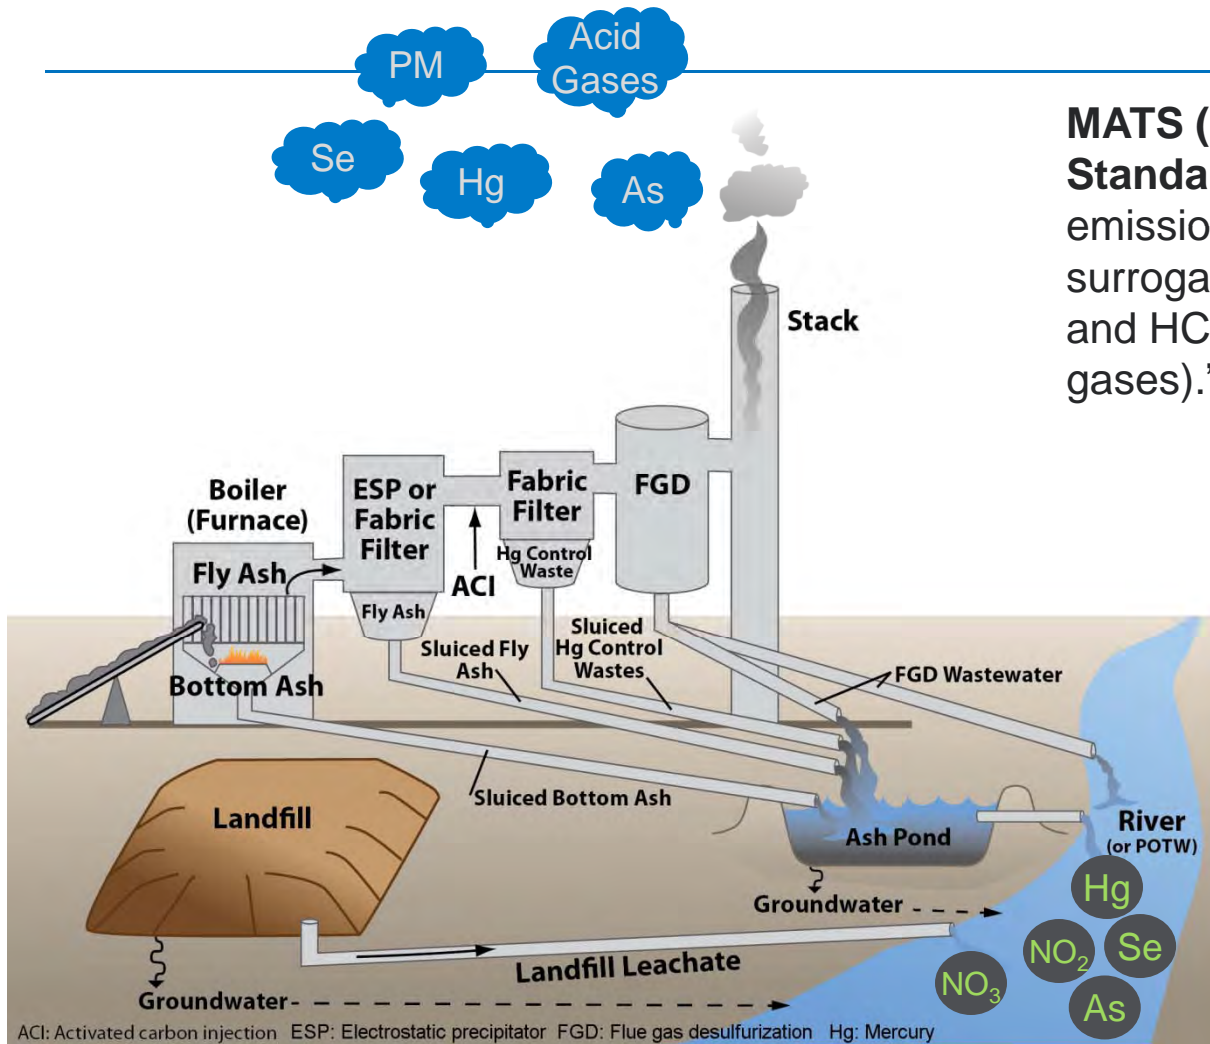 PM
Acid
Gases
Se
Hg
As
MATS (
Standa
emissio
surroga
and HC
gases).”
Stack
Boiler
(Furnace)
ESP or
Fabric
Filter
Fabric
Filter
FGD
Fly Ash
Hg Control
Waste
ACI
Fly Ash
Bottom Ash
Sluiced Fly
Ash
Sluiced
Hg Control
Wastes
FGD Wastewater
Sluiced Bottom Ash
Landfill
Ash Pond
River
(or POTW)
Groundwater
Hg
NO2
Se
NO3
As
Landfill Leachate
Groundwater
ACI: Activated carbon injection ESP: Electrostatic precipitator FGD: Flue gas desulfurization Hg: Mercury